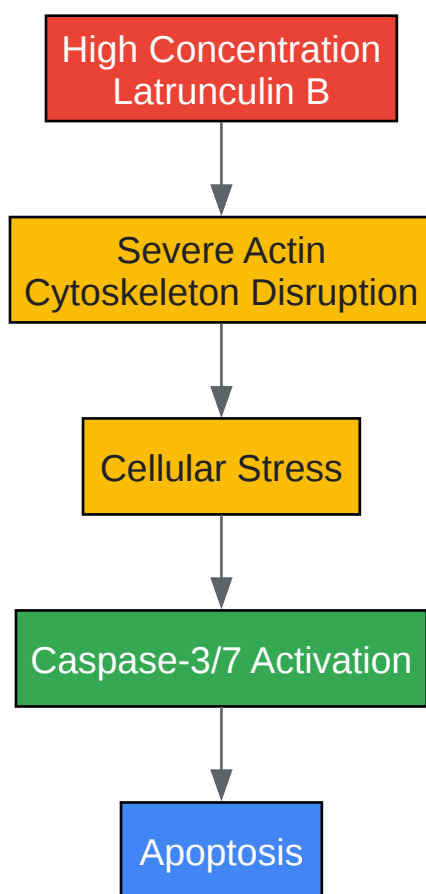 High Concentration
Latrunculin B
Severe Actin
Cytoskeleton Disruption
Cellular Stress
Caspase-3/7 Activation
Apoptosis